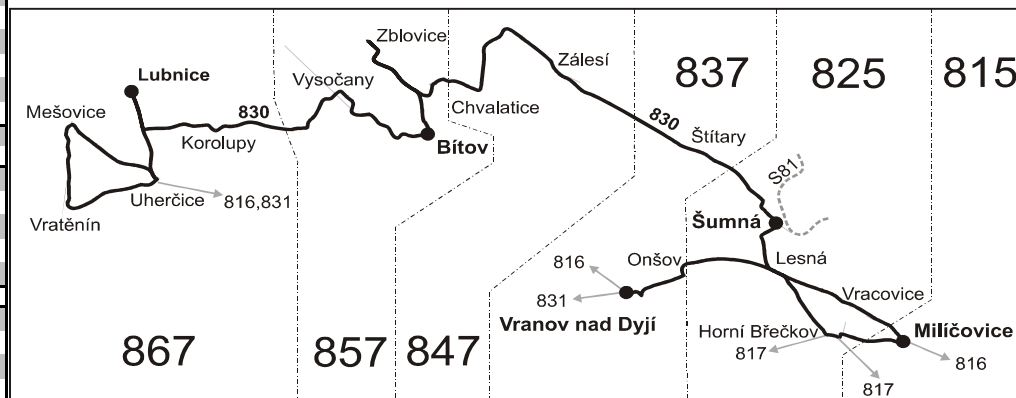 Zblovice
Zálesí
837
825
815
Lubnice
Vysočany
Mešovice
830
Chvalatice
830
Štítary
Korolupy
Bítov
S81
Uherčice
816,831
Vratěnín
Šumná
816
Onšov
Lesná
831
Vracovice
Vranov nad Dyjí
Horní Břečkov
Milíčovice
867
857
847
817
816
817